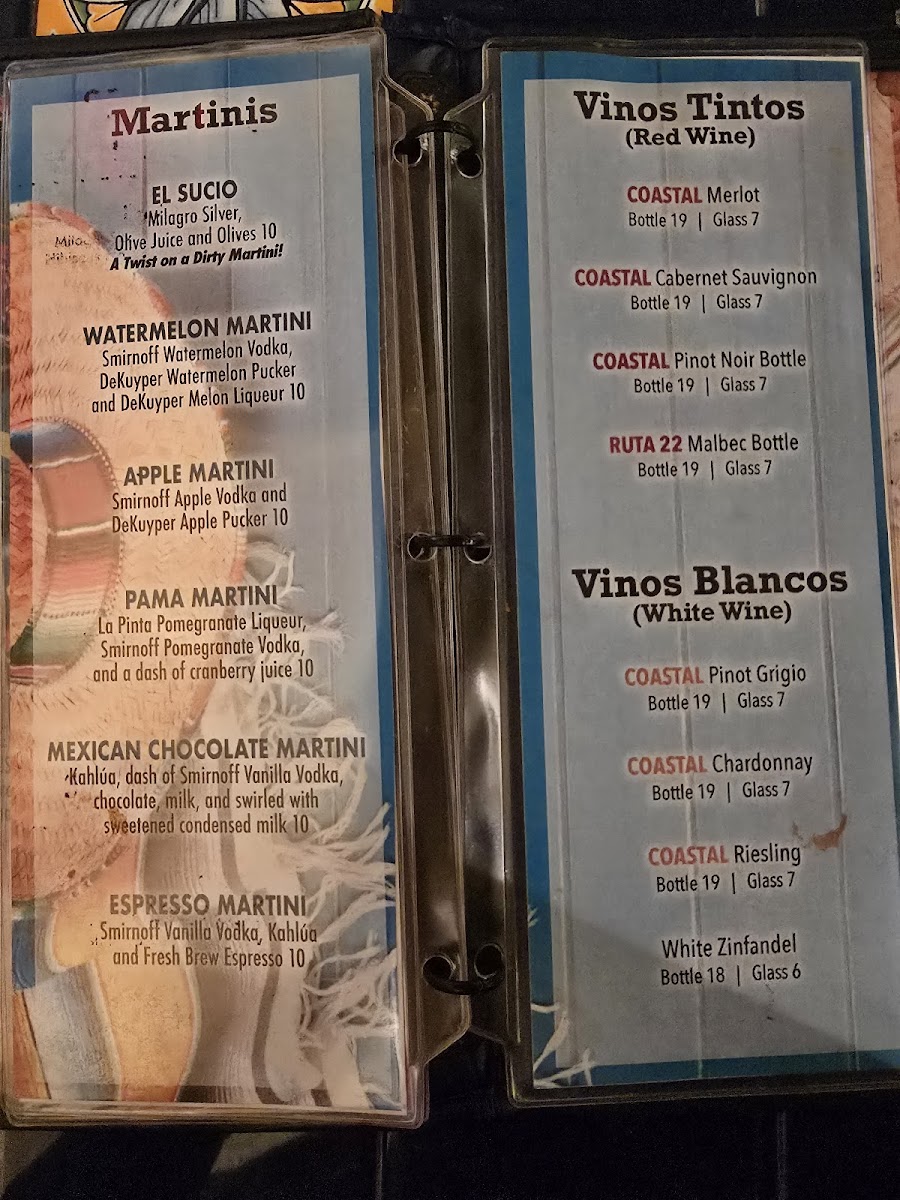 Martinis
EL SUCIO
Milagro Silver,
Olive Juice and Olives 10
A Twist on a Dirty Martini!
WATERMELON MARTINI
Smirnoff Watermelon Vodka,
DeKuyper Watermelon Pucker
and DeKuyper Melon Liqueur 10
APPLE MARTINI
Smirnoff Apple Vodka and
DeKuyper Apple Pucker 10
PAMA MARTINI
La Pinta Pomegranate Liqueur,
Smirnoff Pomegranate Vodka,
and a dash of cranberry juice 10
MEXICAN CHOCOLATE MARTINI
Kahlúa, dash of Smirnoff Vanilla Vodka,
chocolate, milk, and swirled with
sweetened condensed milk 10
ESPRESSO MARTINI
Smirnoff Vanilla Vodka, Kahlúa
and Fresh Brew Espresso 10
Vinos Tintos
(Red Wine)
COASTAL Merlot
Bottle 19 | Glass 7
COASTAL Cabernet Sauvignon
Bottle 19 | Glass 7
COASTAL Pinot Noir Bottle
Bottle 19 | Glass 7
RUTA 22 Malbec Bottle
Bottle 19 | Glass 7
Vinos Blancos
(White Wine)
COASTAL Pinot Grigio
Bottle 19 | Glass 7
COASTAL Chardonnay
Bottle 19 | Glass 7
COASTAL Riesling
Bottle 19 | Glass 7
White Zinfandel
Bottle 18 | Glass 6